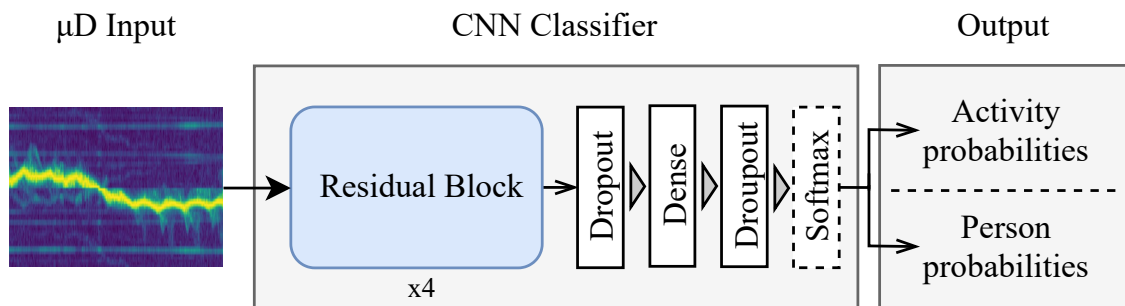 μD Input
CNN Classifier
Output
Residual Block
x4
Dropout
Dense
Droupout
Softmax
Activity
probabilities
Person
probabilities